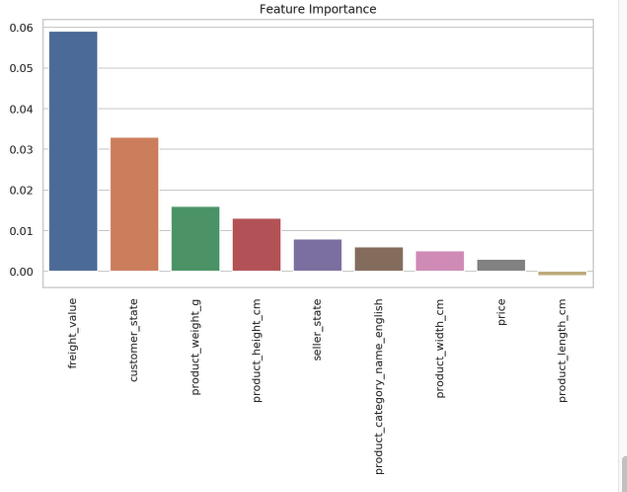 Feature Importance
0.06
0.05
0.04
0.03
0.02
0.01
0.00
freight_value
customer_state
product_weight_g
product_height_cm
seller_state
product_category_name_english
product_width_cm
price
product_length_cm